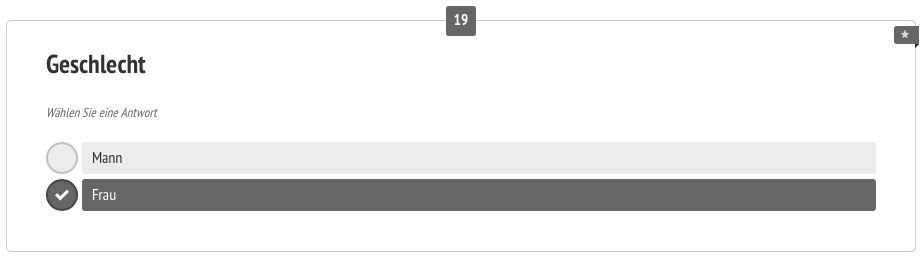 19
Geschlecht
Wählen Sie eine Antwort
Mann
Frau